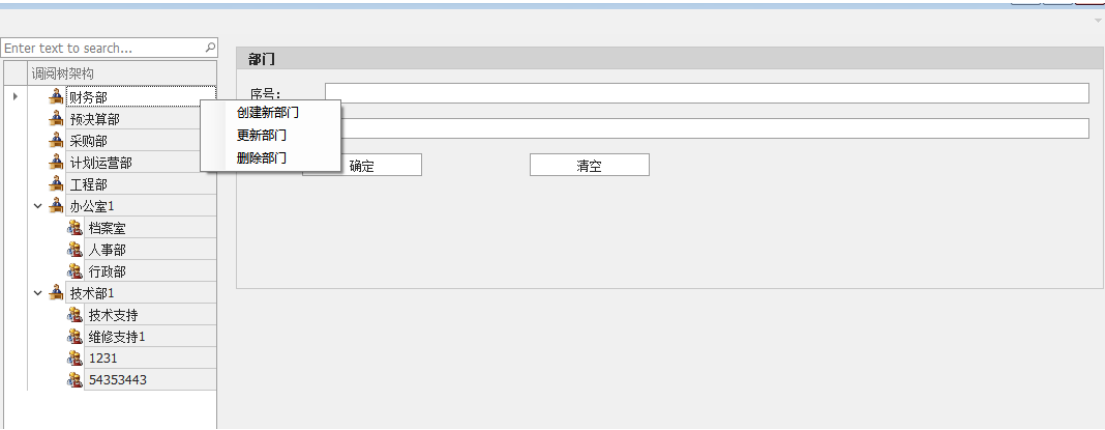 Enter text to search...
调阅树架构
财务部
预决算部
采购部
计划运营部
工程部
办公室1
档案室
人事部
行政部
技术部1
技术支持
维修支持1
1231
54353443
创建新部门
更新部门
删除部门
部门
序号:
确定
清空